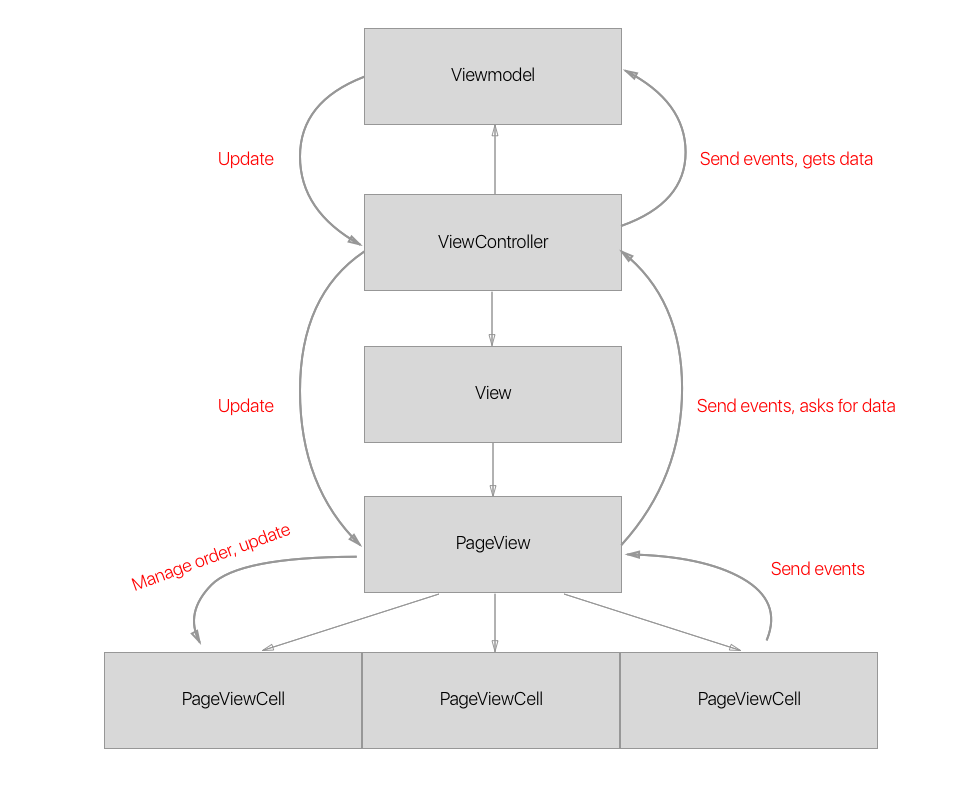 Viewmodel
Update
Send events, gets data
ViewController
View
Update
Send events, asks for data
PageView
Manage order, update
Send events
PageViewCell
PageViewCell
PageViewCell